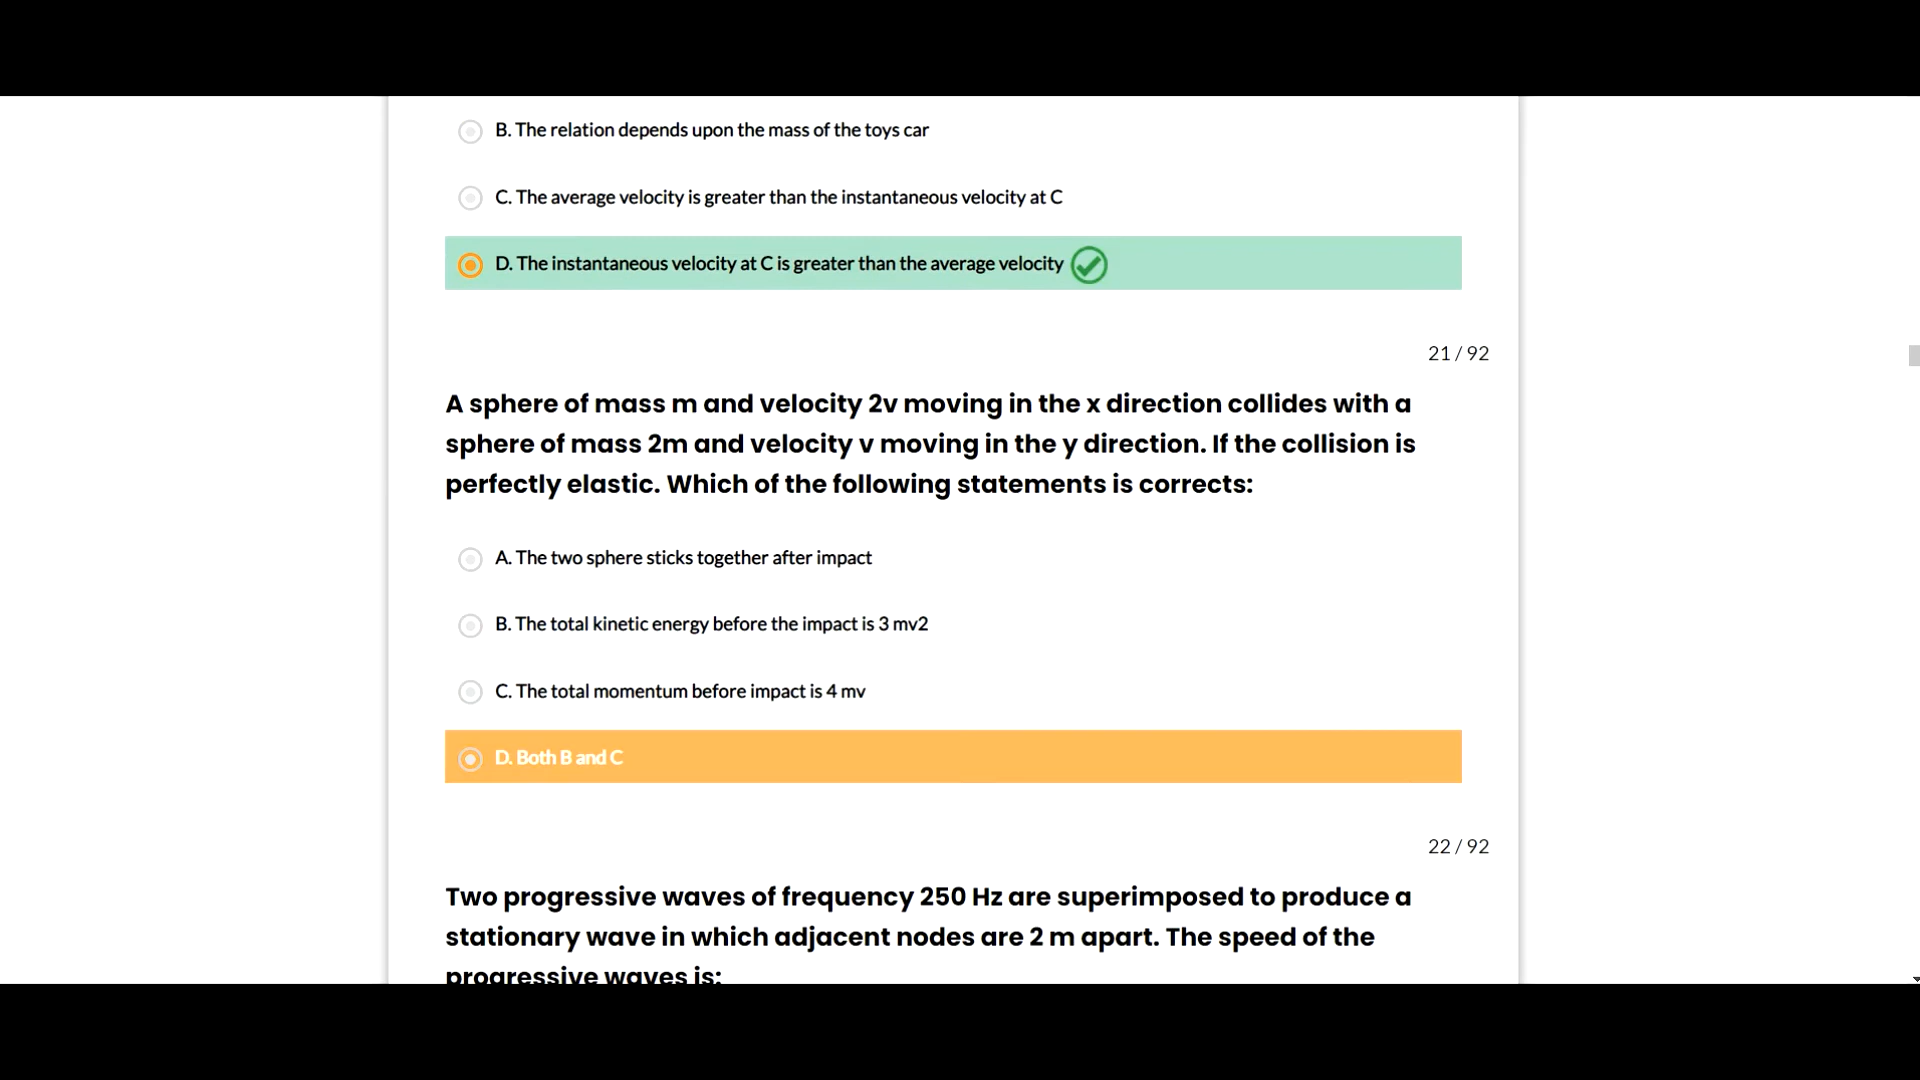 B. The relation depends upon the mass of the toys car
C. The average velocity is greater than the instantaneous velocity at C
D. The instantaneous velocity at C is greater than the average velocity
21 / 92
A sphere of mass m and velocity 2v moving in the x direction collides with a
sphere of mass 2m and velocity v moving in the y direction. If the collision is
perfectly elastic. Which of the following statements is corrects:
A. The two sphere sticks together after impact
B. The total kinetic energy before the impact is 3 mv2
C. The total momentum before impact is 4 mv
D. Both B and C
22 / 92
Two progressive waves of frequency 250 Hz are superimposed to produce a
stationary wave in which adjacent nodes are 2 m apart. The speed of the
progressive waves is: